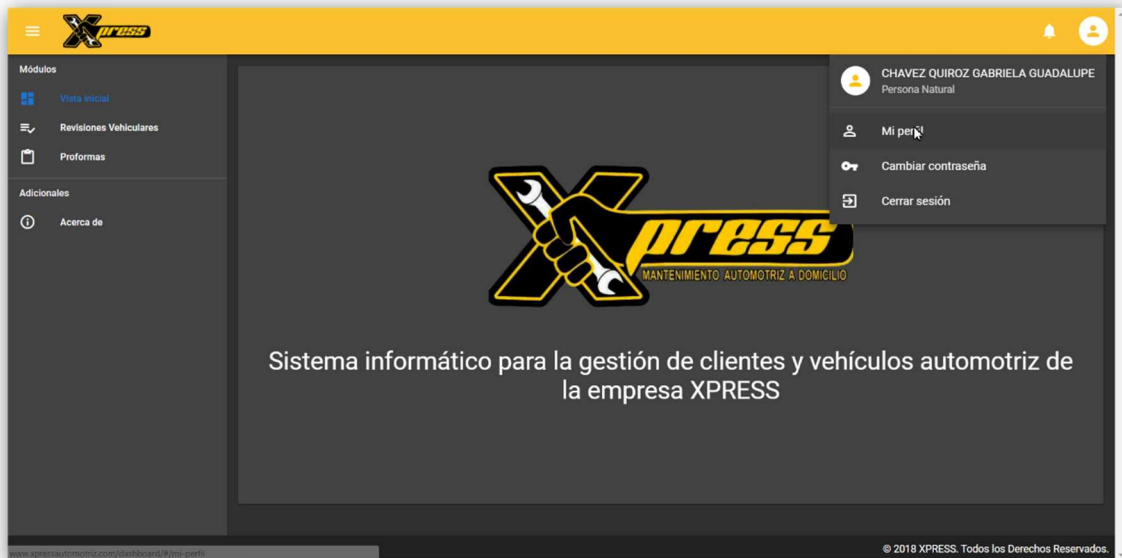 Xpress
Módulos
Vista inicial
Revisiones Vehiculares
Proformas
Adicionales
Acerca de
CHAVEZ QUIROZ GABRIELA GUADALUPE
Persona Natural
Mi perfil
Cambiar contraseña
Cerrar sesión
Xpress
MANTENIMIENTO AUTOMOTRIZ A DOMICILIO
Sistema informático para la gestión de clientes y vehículos automotriz de
la empresa XPRESS
www.xpressautomotriz.com/dashboard/#/mi-perfil
© 2018 XPRESS. Todos los Derechos Reservados.